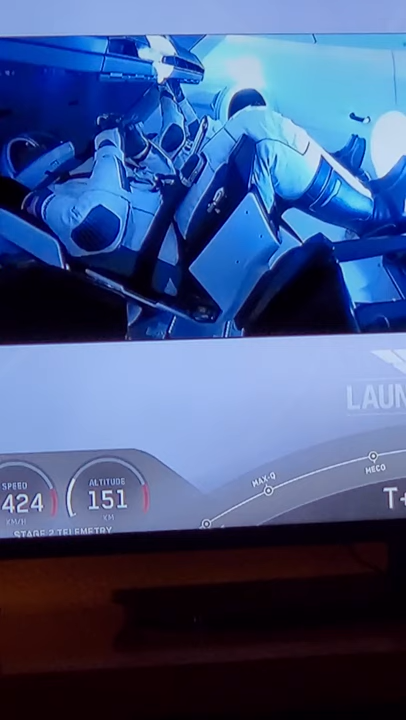 LAUN
SPEED
424
KM/H
ALTITUDE
151
KM
STAGE 2 TELEMETRY
MAX-Q
MECO
T+